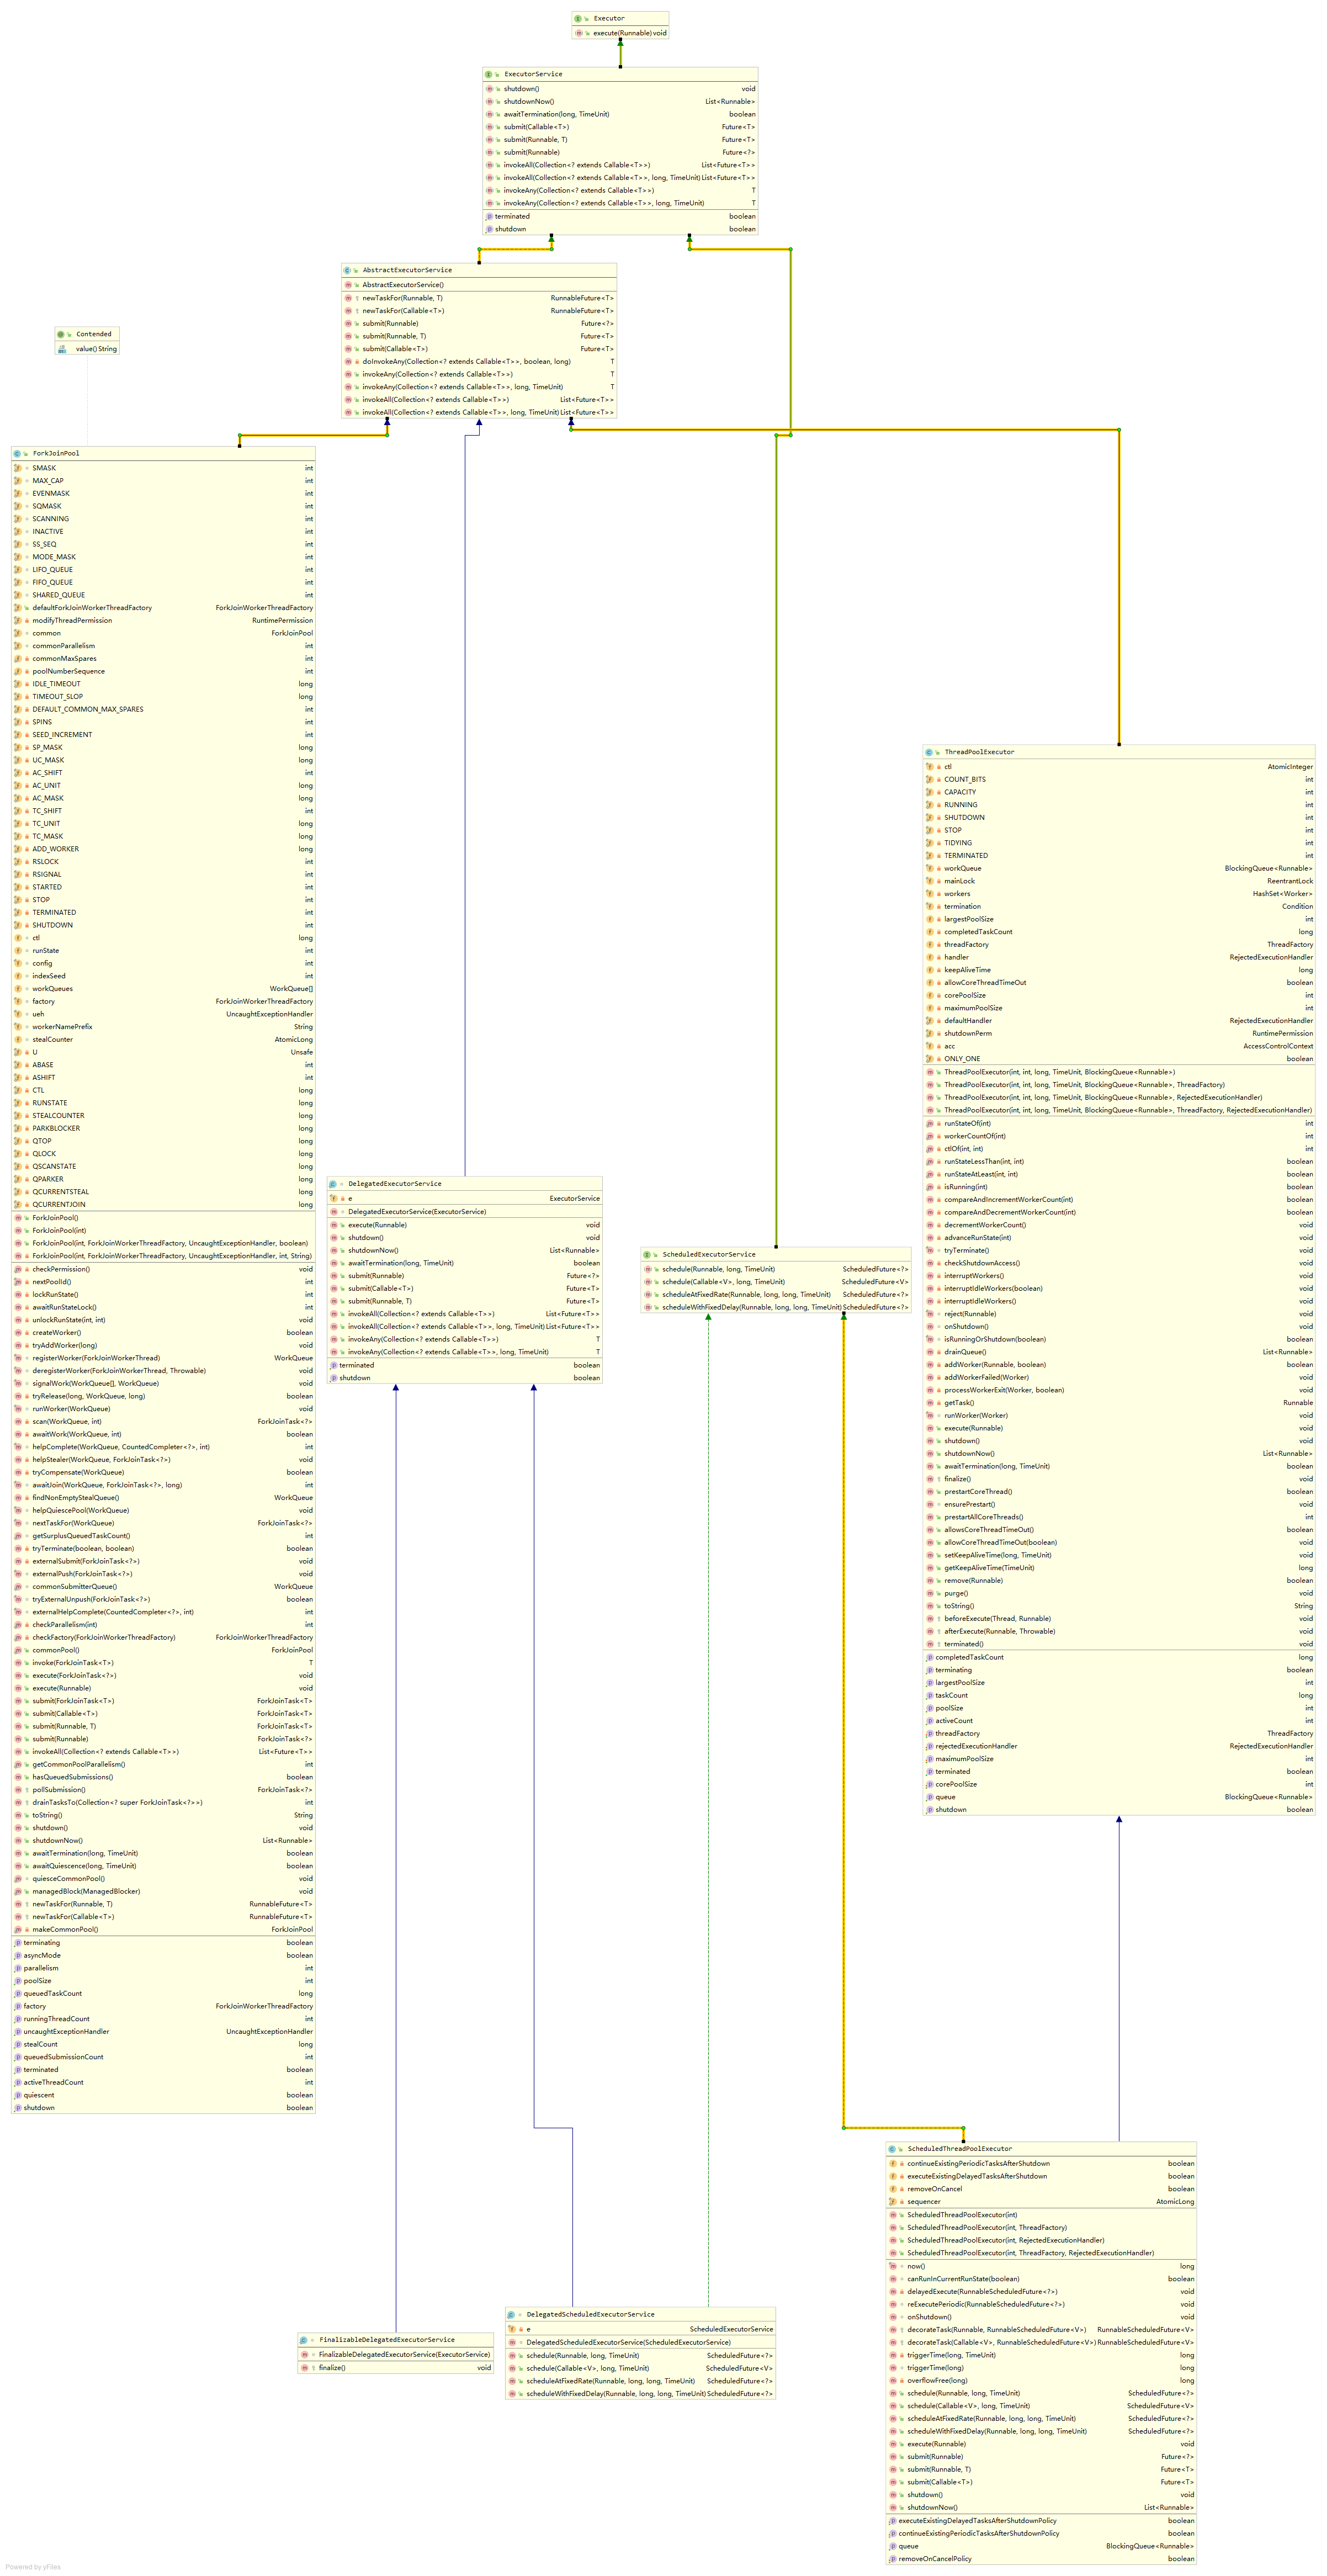 Executor
execute(Runnable) void
ExecutorService
shutdown() void
shutdownNow() List<Runnable>
awaitTermination(long, TimeUnit) boolean
submit(Callable<T>) Future<T>
submit(Runnable, T) Future<T>
submit(Runnable) Future<?>
invokeAll(Collection<? extends Callable<T>>) List<Future<T>>
invokeAll(Collection<? extends Callable<T>>, long, TimeUnit) List<Future<T>>
invokeAny(Collection<? extends Callable<T>>) T
invokeAny(Collection<? extends Callable<T>>, long, TimeUnit) T
terminated boolean
shutdown boolean
AbstractExecutorService
AbstractExecutorService()
newTaskFor(Runnable, T) RunnableFuture<T>
newTaskFor(Callable<T>) RunnableFuture<T>
submit(Runnable) Future<?>
submit(Runnable, T) Future<T>
submit(Callable<T>) Future<T>
doInvokeAny(Collection<? extends Callable<T>>, boolean, long) T
invokeAny(Collection<? extends Callable<T>>) T
invokeAny(Collection<? extends Callable<T>>, long, TimeUnit) T
invokeAll(Collection<? extends Callable<T>>) List<Future<T>>
invokeAll(Collection<? extends Callable<T>>, long, TimeUnit) List<Future<T>>
Contended
value() String
ForkJoinPool
SMASK int
MAX_CAP int
EVENMASK int
SQMASK int
SCANNING int
INACTIVE int
SS_SEQ int
MODE_MASK int
LIFO_QUEUE int
FIFO_QUEUE int
SHARED_QUEUE int
defaultForkJoinWorkerThreadFactory ForkJoinWorkerThreadFactory
modifyThreadPermission RuntimePermission
common ForkJoinPool
commonParallelism int
commonMaxSpares int
poolNumberSequence int
IDLE_TIMEOUT long
TIMEOUT_SLOP long
DEFAULT_COMMON_MAX_SPARES int
SPINS int
SEED_INCREMENT int
SP_MASK long
UC_MASK long
AC_SHIFT int
AC_UNIT long
AC_MASK long
TC_SHIFT int
TC_UNIT long
TC_MASK long
ADD_WORKER long
RSLOCK int
RSIGNAL int
STARTED int
STOP int
TERMINATED int
SHUTDOWN int
ctl long
runState int
config int
indexSeed int
workQueues WorkQueue[]
factory ForkJoinWorkerThreadFactory
ueh UncaughtExceptionHandler
workerNamePrefix String
stealCounter AtomicLong
U Unsafe
ABASE int
ASHIFT int
CTL long
RUNSTATE long
STEALCOUNTER long
PARKBLOCKER long
QTOP long
QLOCK long
QSCANSTATE long
QPARKER long
QCURRENTSTEAL long
QCURRENTJOIN long
ForkJoinPool()
ForkJoinPool(int)
ForkJoinPool(int, ForkJoinWorkerThreadFactory, UncaughtExceptionHandler, boolean)
ForkJoinPool(int, ForkJoinWorkerThreadFactory, UncaughtExceptionHandler, int, String)
checkPermission() void
nextPoolId() int
lockRunState() int
awaitRunStateLock() int
unlockRunState(int, int) void
createWorker() boolean
tryAddWorker(long) void
registerWorker(ForkJoinWorkerThread) WorkQueue
deregisterWorker(ForkJoinWorkerThread, Throwable) void
signalWork(WorkQueue[], WorkQueue) void
tryRelease(long, WorkQueue, long) boolean
runWorker(WorkQueue) void
scan(WorkQueue, int) ForkJoinTask<?>
awaitWork(WorkQueue, int) boolean
helpComplete(WorkQueue, CountedCompleter<?>, int) int
helpStealer(WorkQueue, ForkJoinTask<?>) void
tryCompensate(WorkQueue) boolean
awaitJoin(WorkQueue, ForkJoinTask<?>, long) int
findNonEmptyStealQueue() WorkQueue
helpQuiescePool(WorkQueue) void
nextTaskFor(WorkQueue) ForkJoinTask<?>
getSurplusQueuedTaskCount() int
tryTerminate(boolean, boolean) boolean
externalSubmit(ForkJoinTask<?>) void
externalPush(ForkJoinTask<?>) void
commonSubmitterQueue() WorkQueue
tryExternalUnpush(ForkJoinTask<?>) boolean
externalHelpComplete(CountedCompleter<?>, int) int
checkParallelism(int) int
checkFactory(ForkJoinWorkerThreadFactory) ForkJoinWorkerThreadFactory
commonPool() ForkJoinPool
invoke(ForkJoinTask<T>) T
execute(ForkJoinTask<?>) void
execute(Runnable) void
submit(ForkJoinTask<T>) ForkJoinTask<T>
submit(Callable<T>) ForkJoinTask<T>
submit(Runnable, T) ForkJoinTask<T>
submit(Runnable) ForkJoinTask<?>
invokeAll(Collection<? extends Callable<T>>) List<Future<T>>
getCommonPoolParallelism() int
hasQueuedSubmissions() boolean
pollSubmission() ForkJoinTask<?>
drainTasksTo(Collection<? super ForkJoinTask<?>>) int
toString() String
shutdown() void
shutdownNow() List<Runnable>
awaitTermination(long, TimeUnit) boolean
awaitQuiescence(long, TimeUnit) boolean
quiesceCommonPool() void
managedBlock(ManagedBlocker) void
newTaskFor(Runnable, T) RunnableFuture<T>
newTaskFor(Callable<T>) RunnableFuture<T>
makeCommonPool() ForkJoinPool
terminating boolean
asyncMode boolean
parallelism int
poolSize int
queuedTaskCount long
factory ForkJoinWorkerThreadFactory
runningThreadCount int
uncaughtExceptionHandler UncaughtExceptionHandler
stealCount long
queuedSubmissionCount int
terminated boolean
activeThreadCount int
quiescent boolean
shutdown boolean
ThreadPoolExecutor
ctl AtomicInteger
COUNT_BITS int
CAPACITY int
RUNNING int
SHUTDOWN int
STOP int
TIDYING int
TERMINATED int
workQueue BlockingQueue<Runnable>
mainLock ReentrantLock
workers HashSet<Worker>
termination Condition
largestPoolSize int
completedTaskCount long
threadFactory ThreadFactory
handler RejectedExecutionHandler
keepAliveTime long
allowCoreThreadTimeOut boolean
corePoolSize int
maximumPoolSize int
defaultHandler RejectedExecutionHandler
shutdownPerm RuntimePermission
acc AccessControlContext
ONLY_ONE boolean
ThreadPoolExecutor(int, int, long, TimeUnit, BlockingQueue<Runnable>)
ThreadPoolExecutor(int, int, long, TimeUnit, BlockingQueue<Runnable>, ThreadFactory)
ThreadPoolExecutor(int, int, long, TimeUnit, BlockingQueue<Runnable>, RejectedExecutionHandler)
ThreadPoolExecutor(int, int, long, TimeUnit, BlockingQueue<Runnable>, ThreadFactory, RejectedExecutionHandler)
runStateOf(int) int
workerCountOf(int) int
ctlOf(int, int) int
runStateLessThan(int, int) boolean
runStateAtLeast(int, int) boolean
isRunning(int) boolean
compareAndIncrementWorkerCount(int) boolean
compareAndDecrementWorkerCount(int) boolean
decrementWorkerCount() void
advanceRunState(int) void
tryTerminate() void
checkShutdownAccess() void
interruptWorkers() void
interruptIdleWorkers(boolean) void
interruptIdleWorkers() void
reject(Runnable) void
onShutdown() void
isRunningOrShutdown(boolean) boolean
drainQueue() List<Runnable>
addWorker(Runnable, boolean) boolean
addWorkerFailed(Worker) void
processWorkerExit(Worker, boolean) void
getTask() Runnable
runWorker(Worker) void
execute(Runnable) void
shutdown() void
shutdownNow() List<Runnable>
awaitTermination(long, TimeUnit) boolean
finalize() void
prestartCoreThread() boolean
ensurePrestart() void
prestartAllCoreThreads() int
allowsCoreThreadTimeOut() boolean
allowCoreThreadTimeOut(boolean) void
setKeepAliveTime(long, TimeUnit) void
getKeepAliveTime(TimeUnit) long
remove(Runnable) boolean
purge() void
toString() String
beforeExecute(Thread, Runnable) void
afterExecute(Runnable, Throwable) void
terminated() void
completedTaskCount long
terminating boolean
largestPoolSize int
taskCount long
poolSize int
activeCount int
threadFactory ThreadFactory
rejectedExecutionHandler RejectedExecutionHandler
maximumPoolSize int
terminated boolean
corePoolSize int
queue BlockingQueue<Runnable>
shutdown boolean
DelegatedExecutorService
e ExecutorService
DelegatedExecutorService(ExecutorService)
execute(Runnable) void
shutdown() void
shutdownNow() List<Runnable>
awaitTermination(long, TimeUnit) boolean
submit(Runnable) Future<?>
submit(Callable<T>) Future<T>
submit(Runnable, T) Future<T>
invokeAll(Collection<? extends Callable<T>>) List<Future<T>>
invokeAll(Collection<? extends Callable<T>>, long, TimeUnit) List<Future<T>>
invokeAny(Collection<? extends Callable<T>>) T
invokeAny(Collection<? extends Callable<T>>, long, TimeUnit) T
terminated boolean
shutdown boolean
ScheduledExecutorService
schedule(Runnable, long, TimeUnit) ScheduledFuture<?>
schedule(Callable<V>, long, TimeUnit) ScheduledFuture<V>
scheduleAtFixedRate(Runnable, long, long, TimeUnit) ScheduledFuture<?>
scheduleWithFixedDelay(Runnable, long, long, TimeUnit) ScheduledFuture<?>
ScheduledThreadPoolExecutor
continueExistingPeriodicTasksAfterShutdown boolean
executeExistingDelayedTasksAfterShutdown boolean
removeOnCancel boolean
sequencer AtomicLong
ScheduledThreadPoolExecutor(int)
ScheduledThreadPoolExecutor(int, ThreadFactory)
ScheduledThreadPoolExecutor(int, RejectedExecutionHandler)
ScheduledThreadPoolExecutor(int, ThreadFactory, RejectedExecutionHandler)
now() long
canRunInCurrentRunState(boolean) boolean
delayedExecute(RunnableScheduledFuture<?>) void
reExecutePeriodic(RunnableScheduledFuture<?>) void
onShutdown() void
decorateTask(Runnable, RunnableScheduledFuture<V>) RunnableScheduledFuture<V>
decorateTask(Callable<V>, RunnableScheduledFuture<V>) RunnableScheduledFuture<V>
triggerTime(long, TimeUnit) long
triggerTime(long) long
overflowFree(long) long
schedule(Runnable, long, TimeUnit) ScheduledFuture<?>
schedule(Callable<V>, long, TimeUnit) ScheduledFuture<V>
scheduleAtFixedRate(Runnable, long, long, TimeUnit) ScheduledFuture<?>
scheduleWithFixedDelay(Runnable, long, long, TimeUnit) ScheduledFuture<?>
execute(Runnable) void
submit(Runnable) Future<?>
submit(Runnable, T) Future<T>
submit(Callable<T>) Future<T>
shutdown() void
shutdownNow() List<Runnable>
executeExistingDelayedTasksAfterShutdownPolicy boolean
continueExistingPeriodicTasksAfterShutdownPolicy boolean
queue BlockingQueue<Runnable>
removeOnCancelPolicy boolean
DelegatedScheduledExecutorService
e ScheduledExecutorService
DelegatedScheduledExecutorService(ScheduledExecutorService)
schedule(Runnable, long, TimeUnit) ScheduledFuture<?>
schedule(Callable<V>, long, TimeUnit) ScheduledFuture<V>
scheduleAtFixedRate(Runnable, long, long, TimeUnit) ScheduledFuture<?>
scheduleWithFixedDelay(Runnable, long, long, TimeUnit) ScheduledFuture<?>
FinalizableDelegatedExecutorService
FinalizableDelegatedExecutorService(ExecutorService)
finalize() void
Powered by yFiles